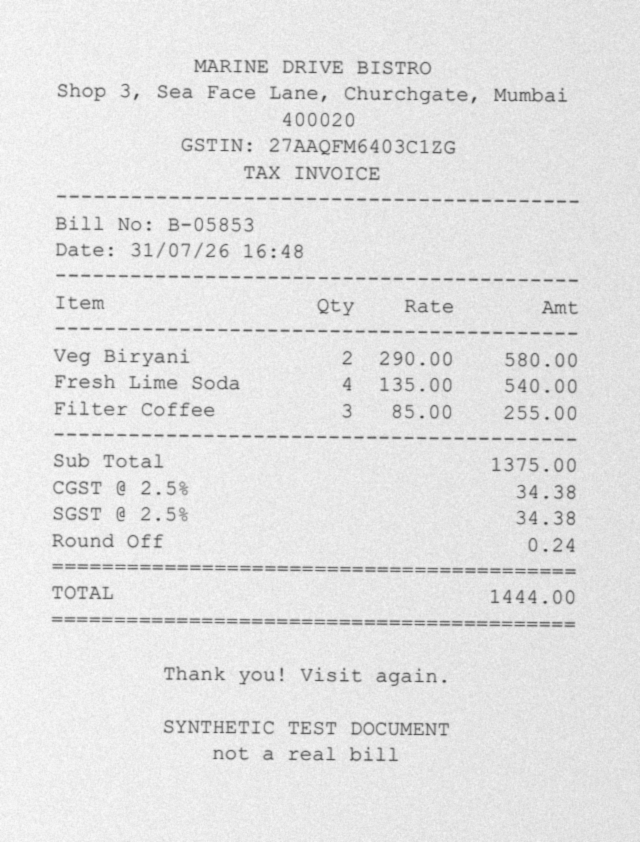 MARINE DRIVE BISTRO
Shop 3, Sea Face Lane, Churchgate, Mumbai
400020
GSTIN: 27AAQFM6403C1ZG
TAX INVOICE
------------------------------------------
Bill No: B-05853
Date: 31/07/26 16:48
------------------------------------------
Item Qty Rate Amt
------------------------------------------
Veg Biryani 2 290.00 580.00
Fresh Lime Soda 4 135.00 540.00
Filter Coffee 3 85.00 255.00
------------------------------------------
Sub Total 1375.00
CGST @ 2.5% 34.38
SGST @ 2.5% 34.38
Round Off 0.24
==========================================
TOTAL 1444.00
==========================================
Thank you! Visit again.
SYNTHETIC TEST DOCUMENT
not a real bill